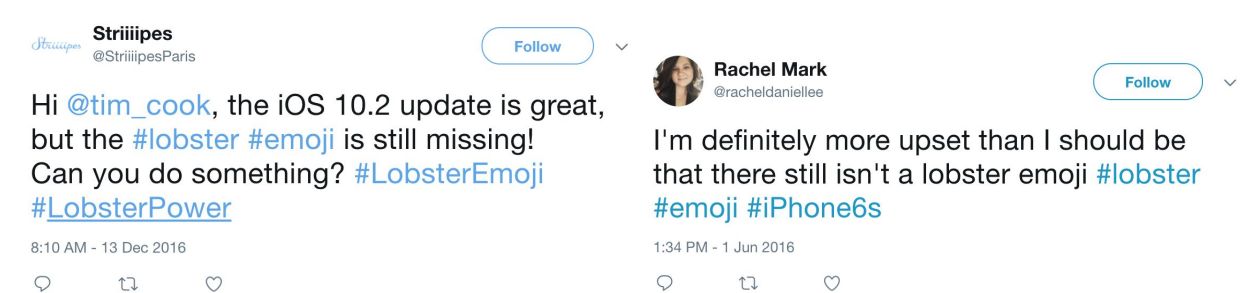 Striiiipes
Striiiipes
@StriiiipesParis
Follow
Hi @tim_cook, the iOS 10.2 update is great,
but the #lobster #emoji is still missing!
Can you do something? #LobsterEmoji
#LobsterPower
8:10 AM - 13 Dec 2016
Rachel Mark
@racheldaniellee
Follow
I'm definitely more upset than I should be
that there still isn't a lobster emoji #lobster
#emoji #iPhone6s
1:34 PM - 1 Jun 2016